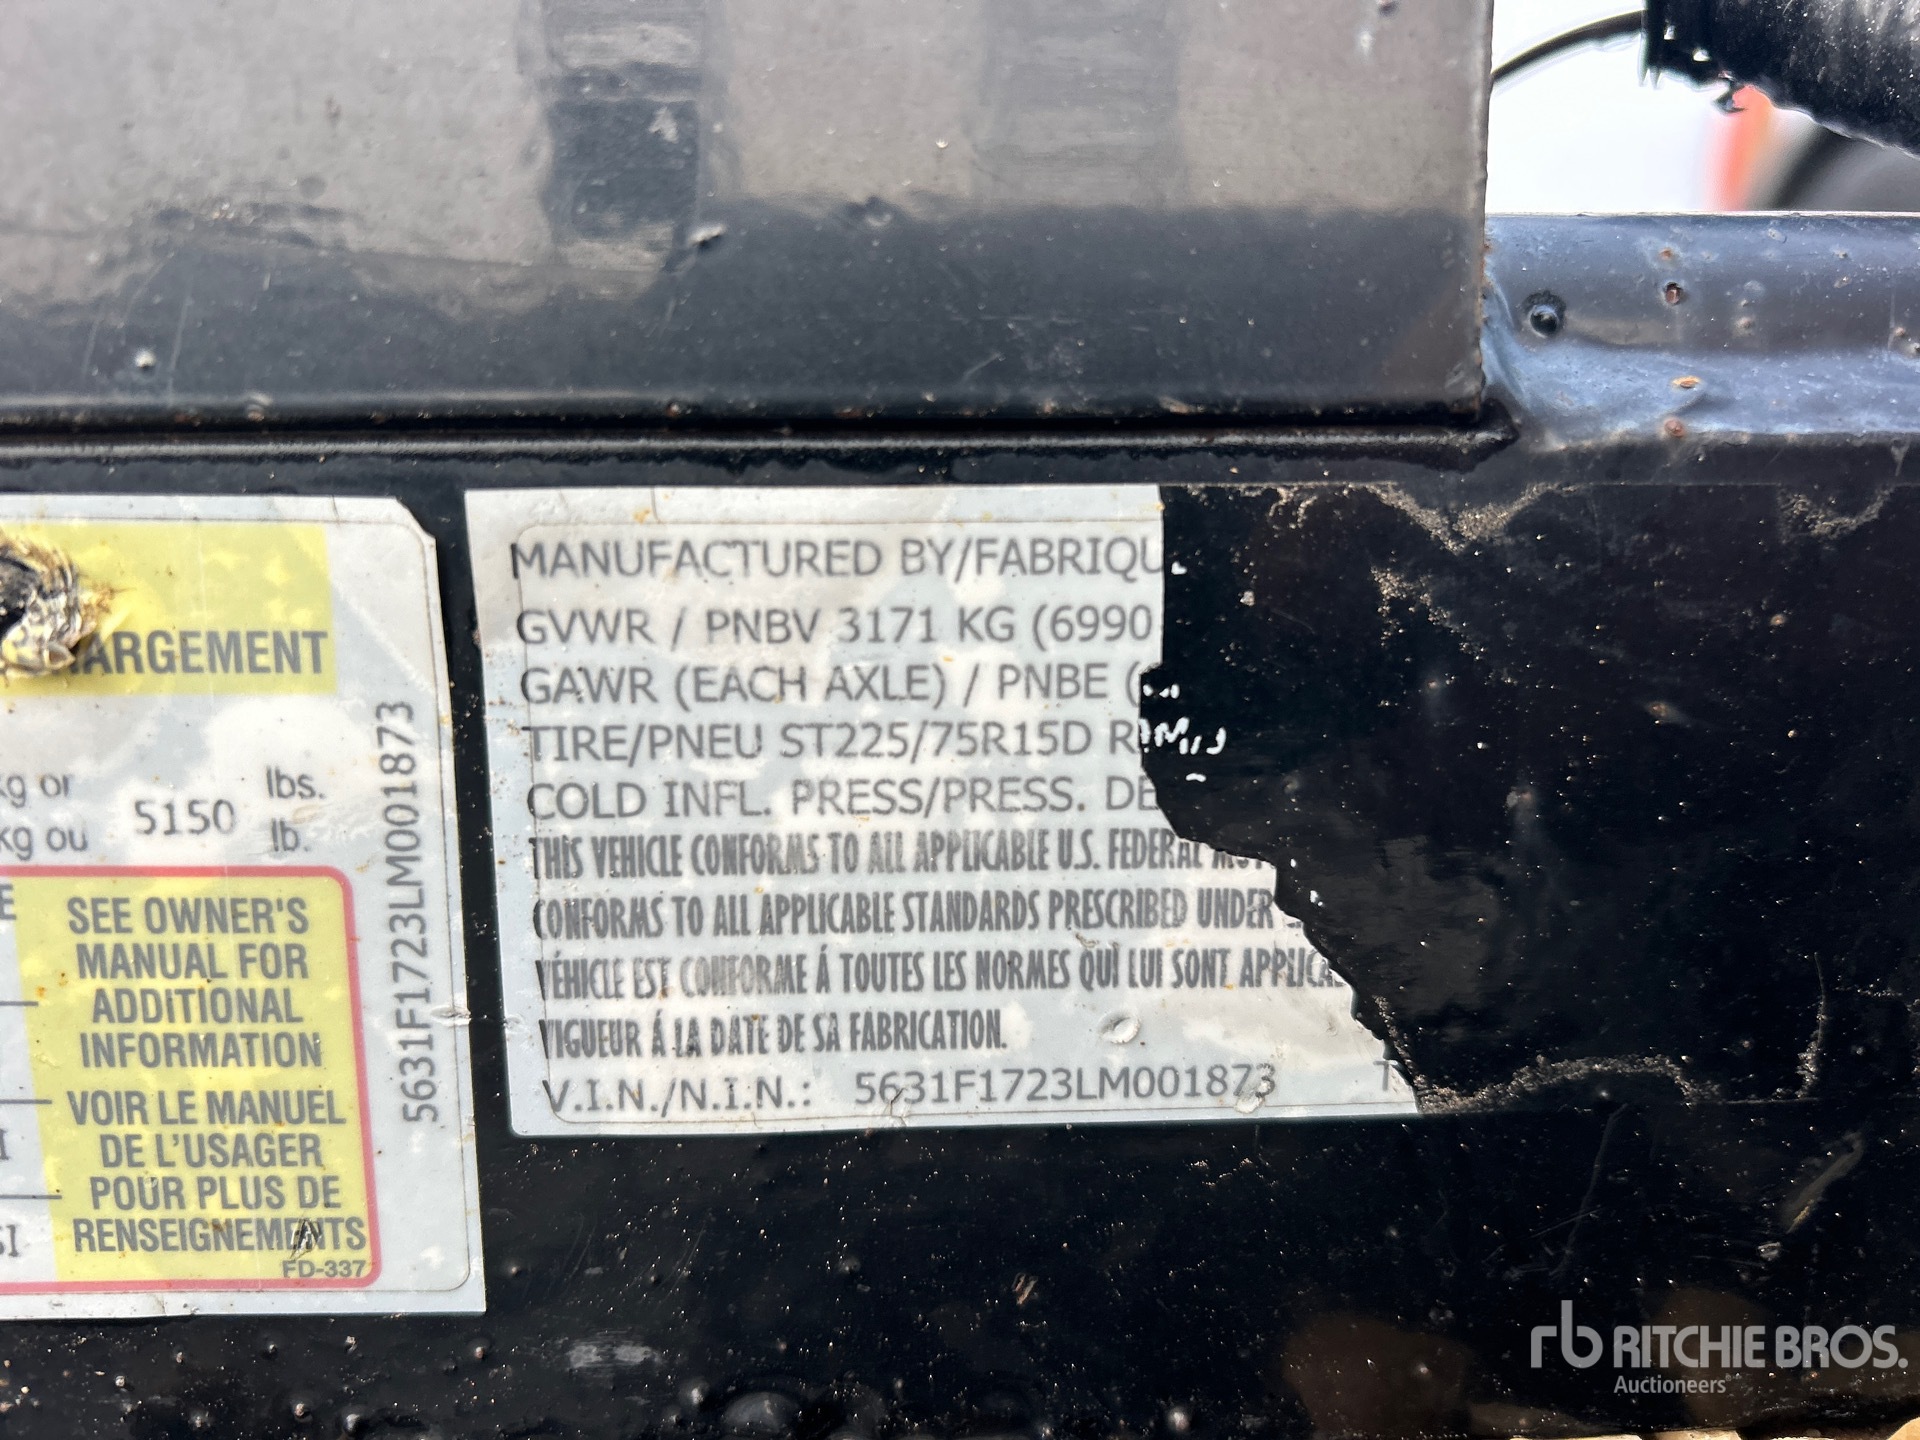 ARGEMENT
kg or 5150 lbs.
kg ou lb.
SEE OWNER'S
MANUAL FOR
ADDITIONAL
INFORMATION
VOIR LE MANUEL
DE L'USAGER
POUR PLUS DE
RENSEIGNEMENTS
FD-337
5631F1723LM001873
MANUFACTURED BY/FABRIQU
GVWR / PNBV 3171 KG (6990
GAWR (EACH AXLE) / PNBE (
TIRE/PNEU ST225/75R15D R
COLD INFL. PRESS/PRESS. DE
THIS VEHICLE CONFORMS TO ALL APPLICABLE U.S. FEDERAL
CONFORMS TO ALL APPLICABLE STANDARDS PRESCRIBED UNDER
VÉHICLE EST CONFORME Á TOUTES LES NORMES QUI LUI SONT APPLICA
VIGUEUR Á LA DATE DE SA FABRICATION.
V.I.N./N.I.N.: 5631F1723LM001873 T
rb RITCHIE BROS.
Auctioneers